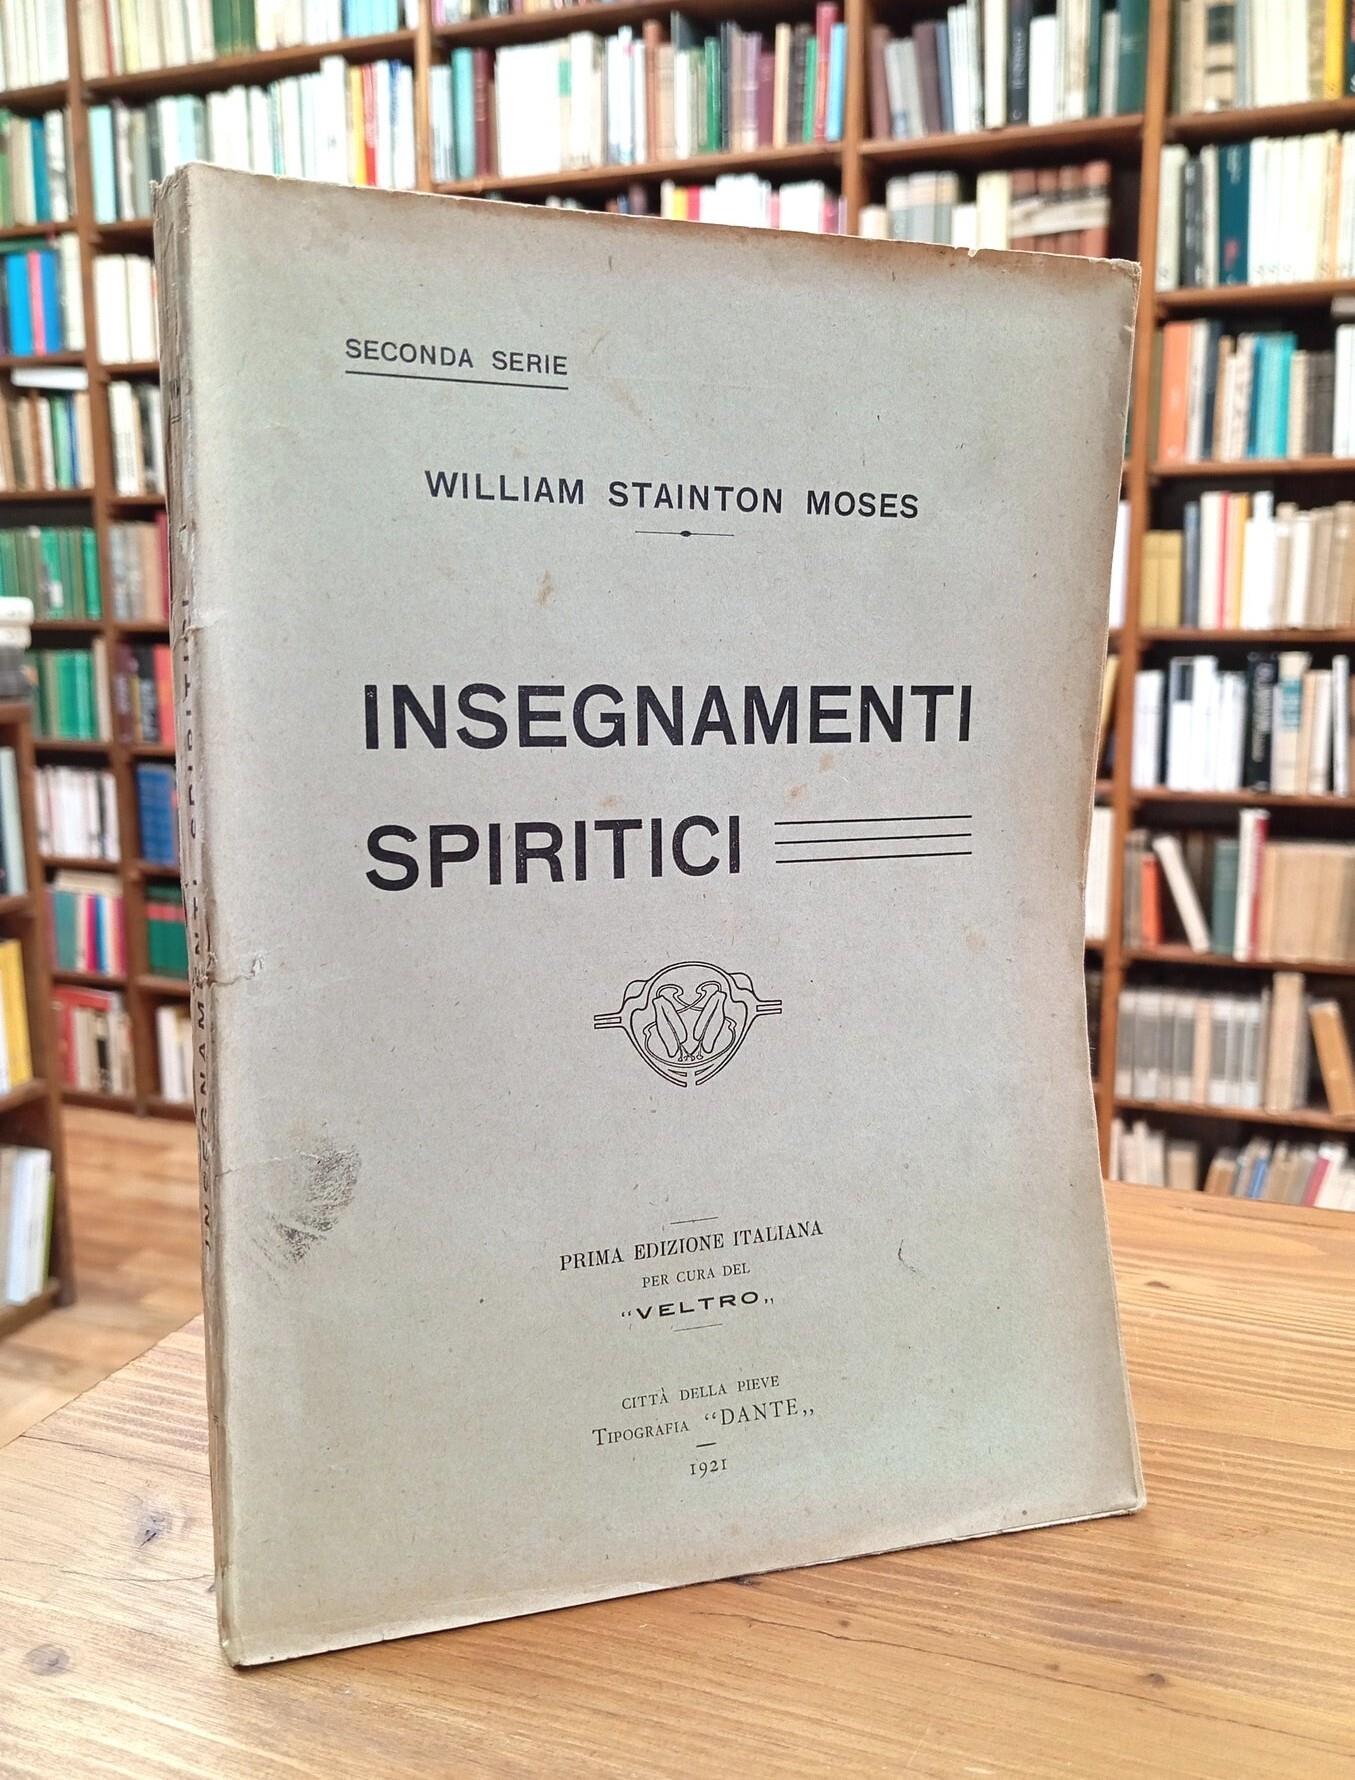 SECONDA SERIE
WILLIAM STAINTON MOSES
INSEGNAMENTI
SPIRITICI
PRIMA EDIZIONE ITALIANA
PER CURA DEL
“VELTRO„
CITTÀ DELLA PIEVE
TIPOGRAFIA “DANTE„
1921
INSEGNAMENTI SPIRITICI